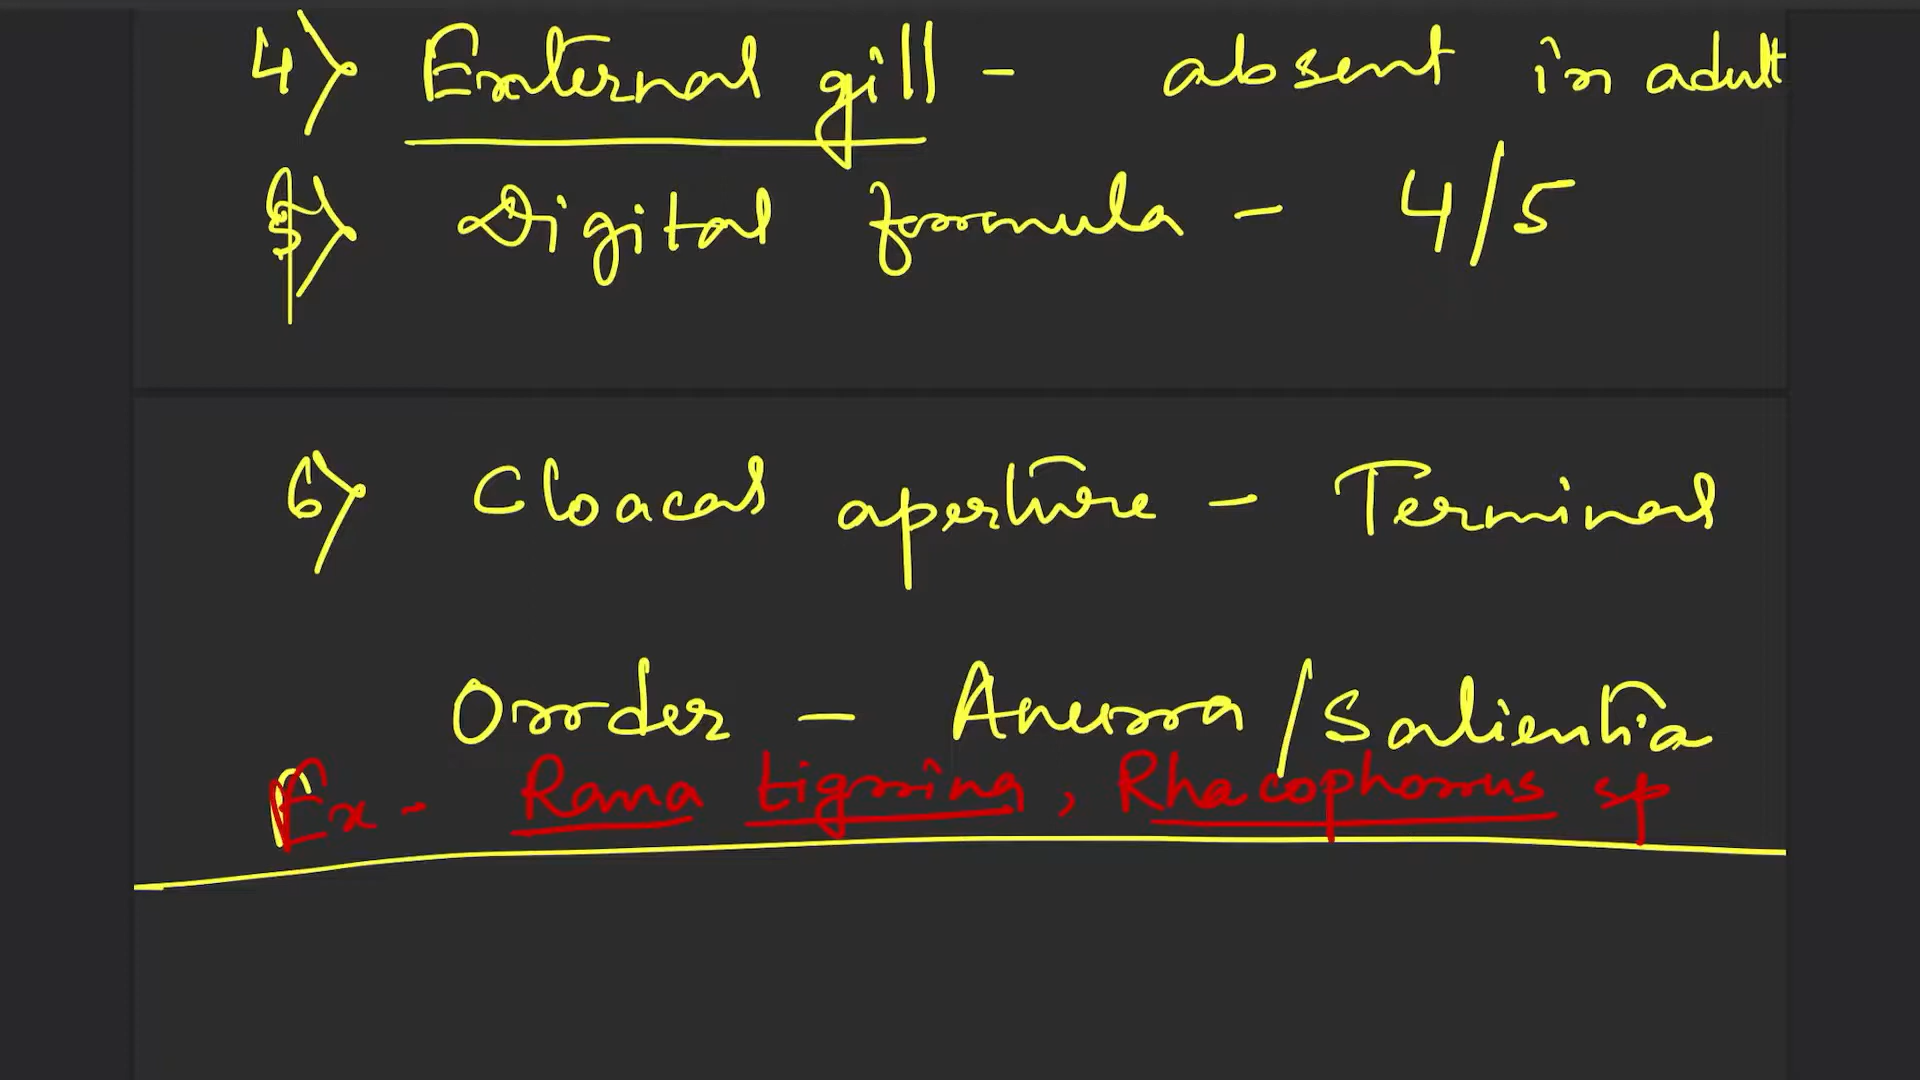 4) External gill - absent in adult
5) Digital formula - 4/5
6) Cloacal aperture - Terminal
Order - Anura/Salientia
Ex - Rana tigrina, Rhacophorus sp